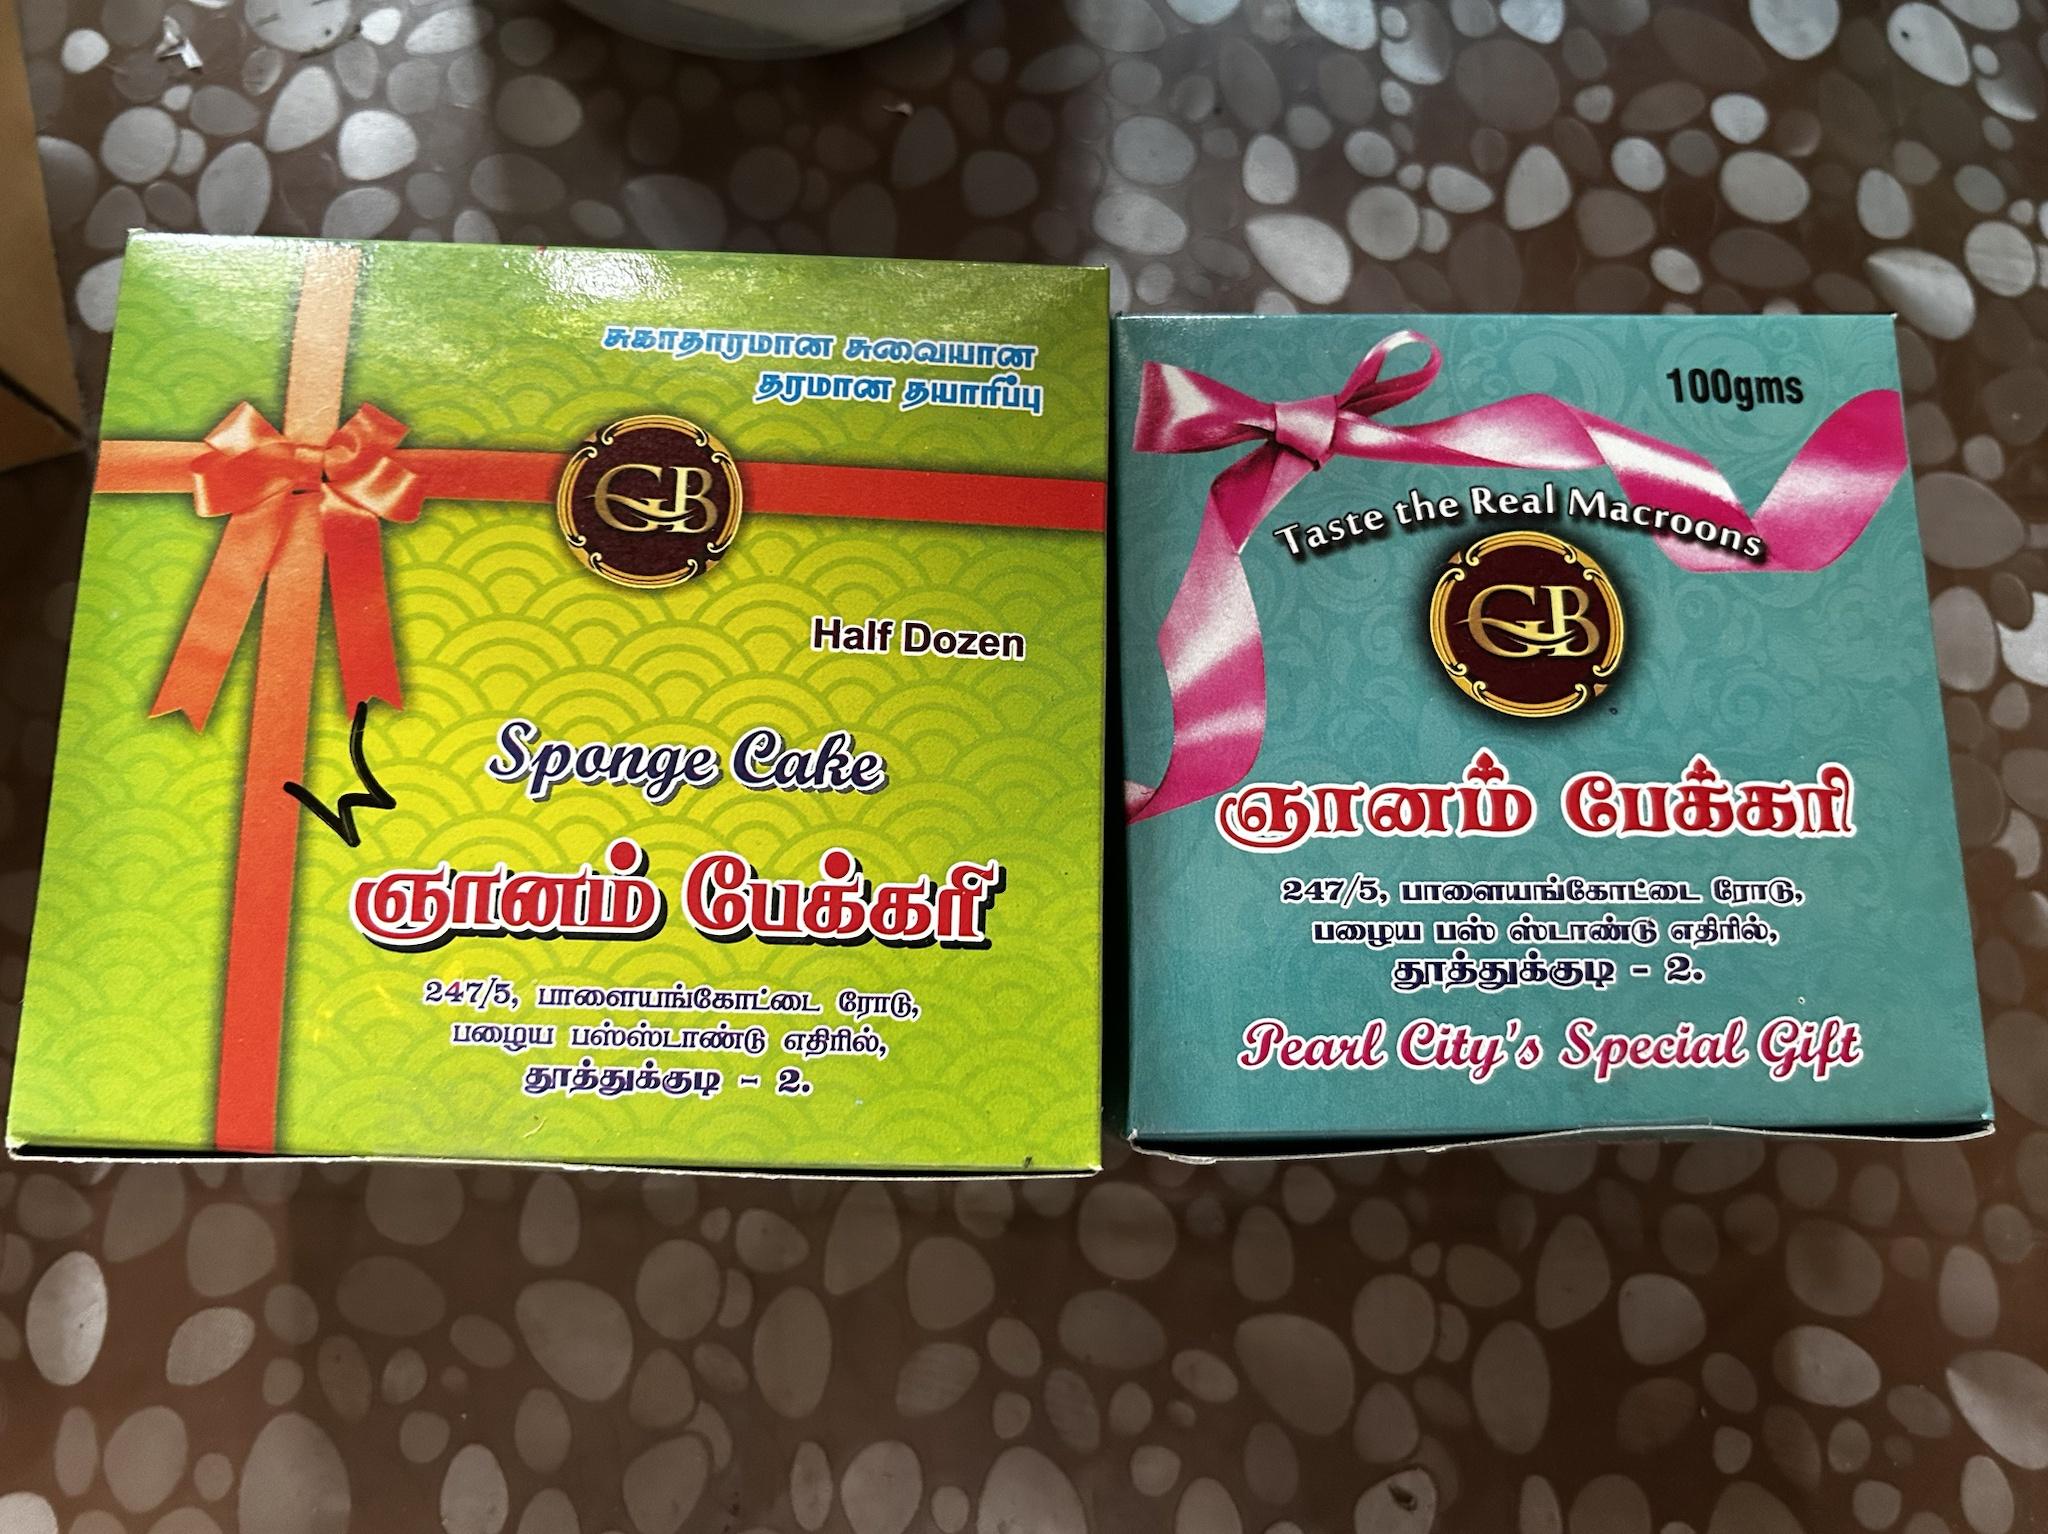 சுகாதாரமான சுவையான
தரமான தயாரிப்பு
GB
Half Dozen
Sponge Cake
W
ஞானம் பேக்கரி
247/5, பாளையங்கோட்டை ரோடு,
பழைய பஸ்ஸ்டாண்டு எதிரில்,
தூத்துக்குடி - 2.
100gms
Taste the Real Macroons
GB
ஞானம் பேக்கரி
247/5, பாளையங்கோட்டை ரோடு,
பழைய பஸ் ஸ்டாண்டு எதிரில்,
தூத்துக்குடி - 2.
Pearl City's Special Gift